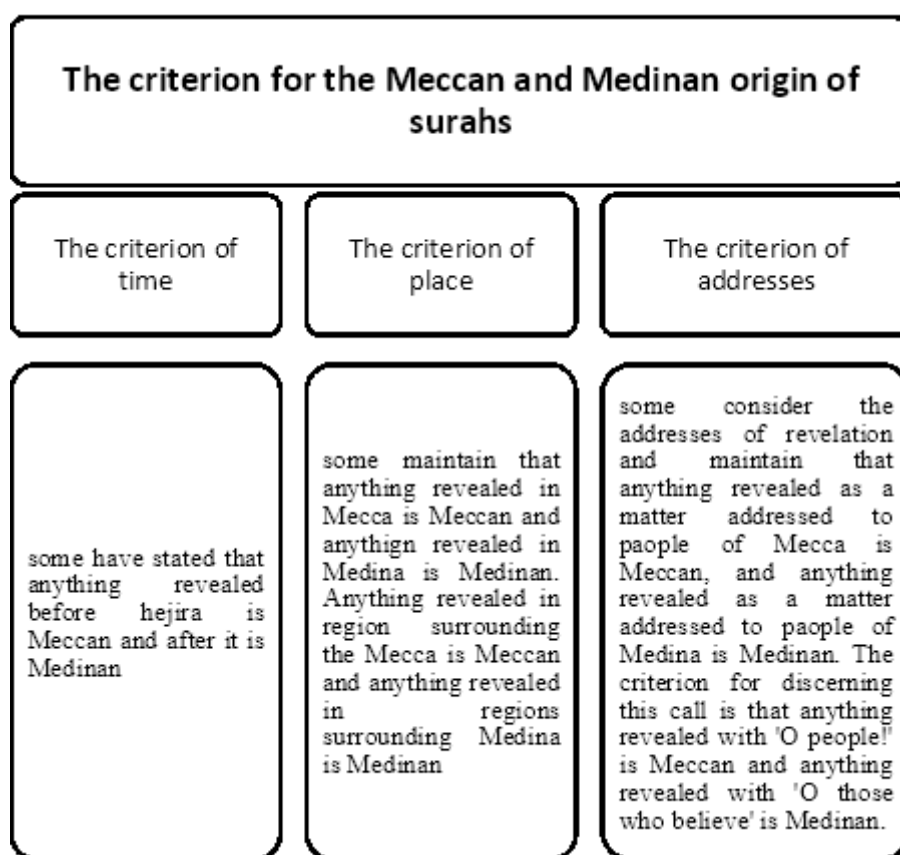 The criterion for the Meccan and Medinan origin of
surahs
The criterion of
time
The criterion of
place
The criterion of
addresses
some have stated that
anything revealed
before hejira is
Meccan and after it is
Medinan
some maintain that
anything revealed in
Mecca is Meccan and
anythign revealed in
Medina is Medinan.
Anything revealed in
region surrounding
the Mecca is Meccan
and anything revealed
in regions
surrounding Medina
is Medinan
some consider the
addresses of revelation
and maintain that
anything revealed as a
matter addressed to
paople of Mecca is
Meccan, and anything
revealed as a matter
addressed to paople of
Medina is Medinan. The
criterion for discerning
this call is that anything
revealed with 'O people!'
is Meccan and anything
revealed with 'O those
who believe' is Medinan.